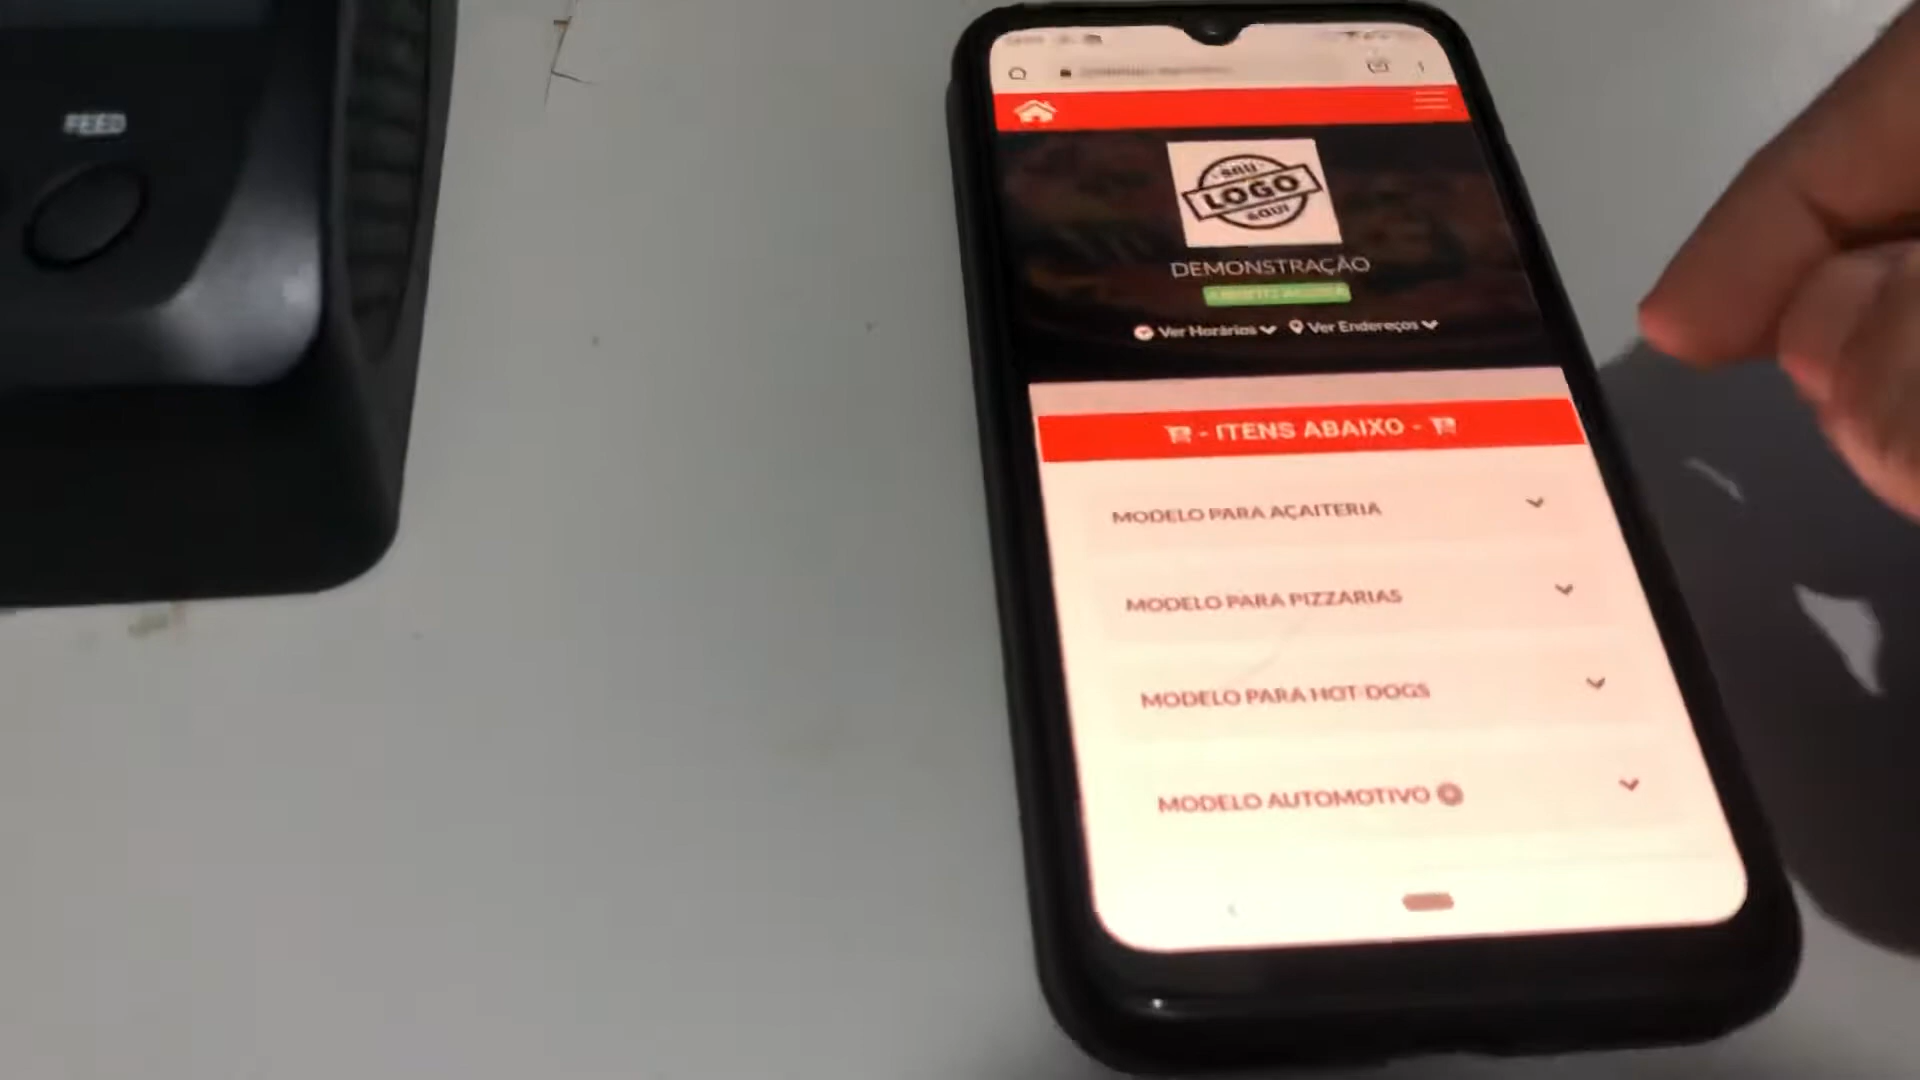 FEED
SUU
LOGO
AQUI
DEMONSTRAÇÃO
Ver Horários Ver Endereços
- ITENS ABAIXO -
MODELO PARA AÇAITERIA
MODELO PARA PIZZARIAS
MODELO PARA HOT-DOGS
MODELO AUTOMOTIVO